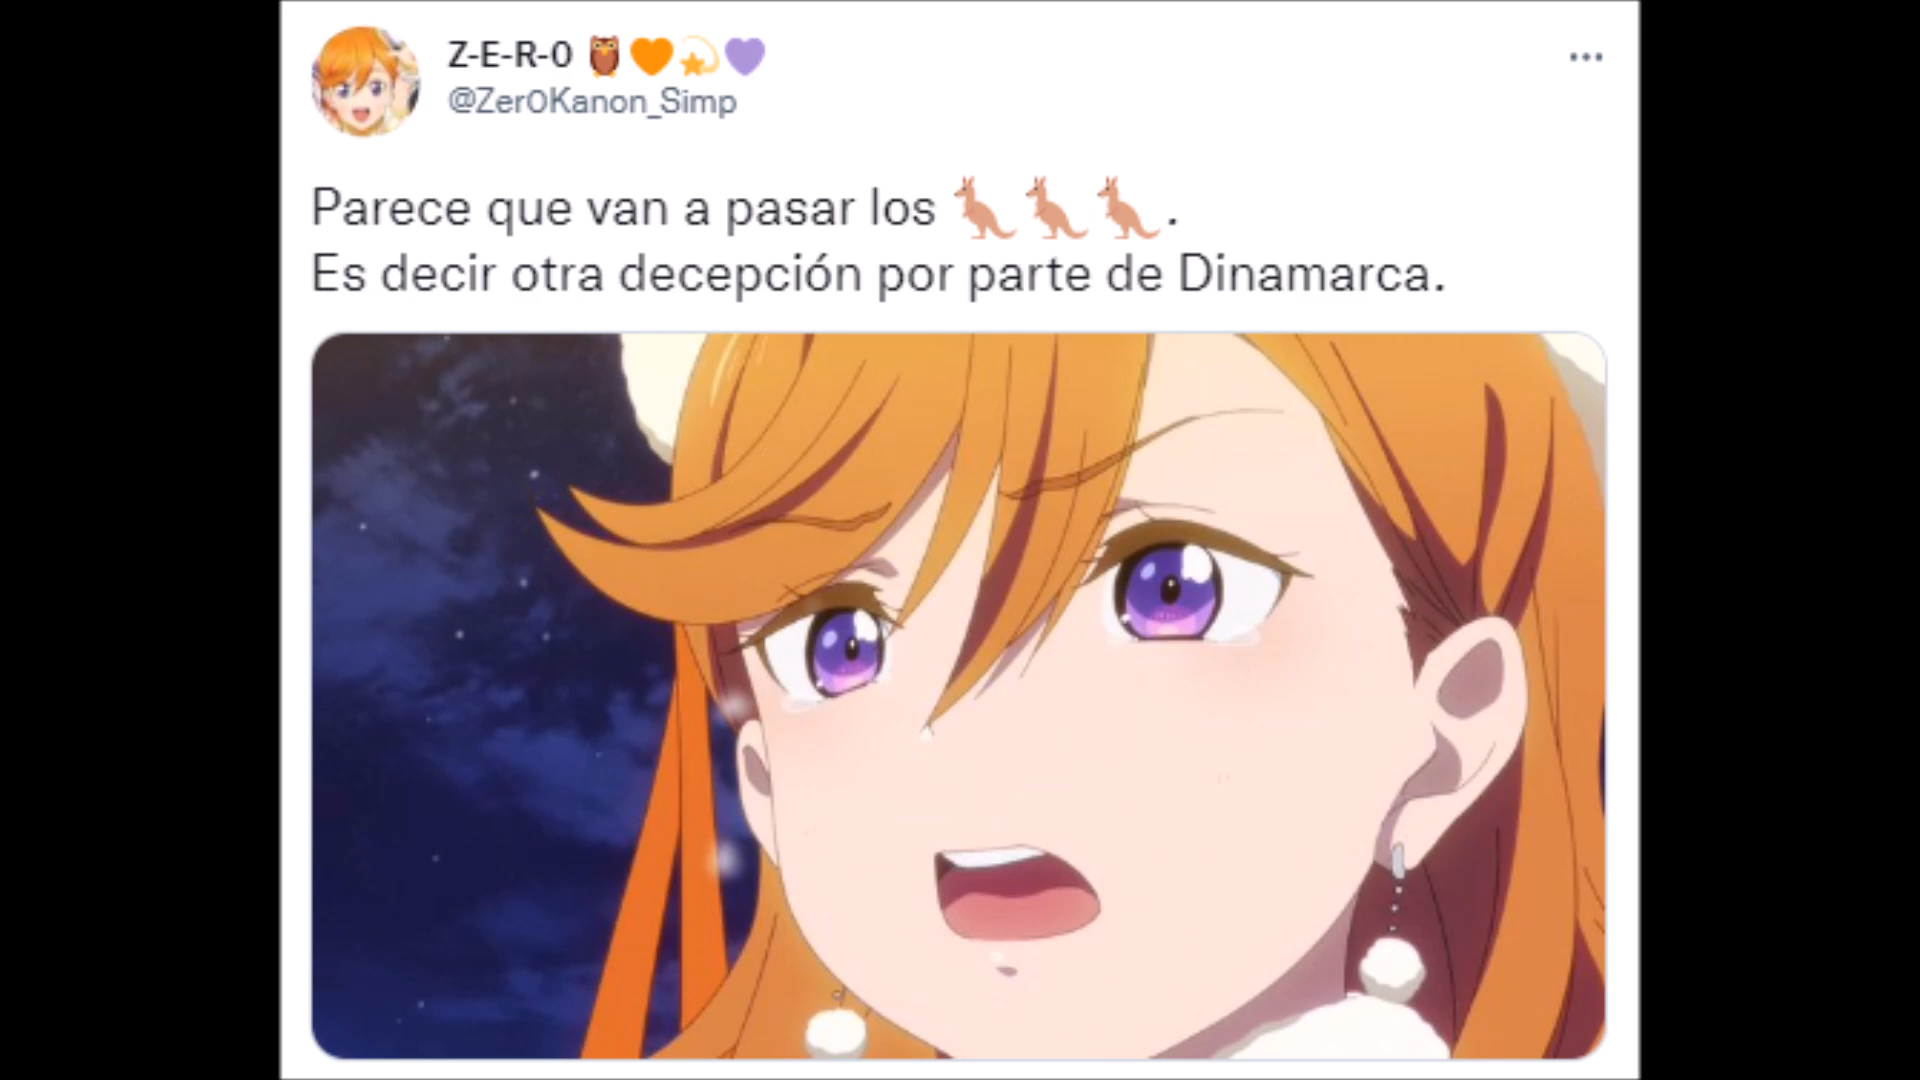 Z-E-R-0 🦉🧡💫💜
@Zer0Kanon_Simp
Parece que van a pasar los 🦘🦘🦘.
Es decir otra decepción por parte de Dinamarca.